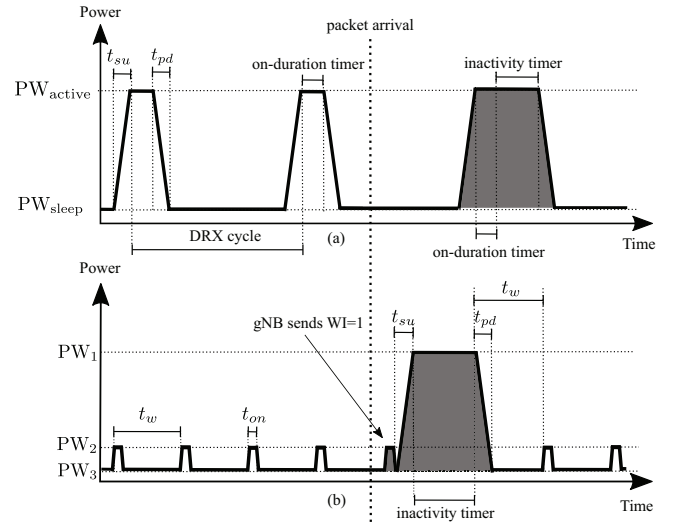 Power
packet arrival
t_su
t_pd
on-duration timer
inactivity timer
PW_active
PW_sleep
DRX cycle
(a)
on-duration timer
Time
Power
t_w
gNB sends WI=1
t_su
t_pd
PW_1
t_w
t_on
PW_2
PW_3
(b)
inactivity timer
Time